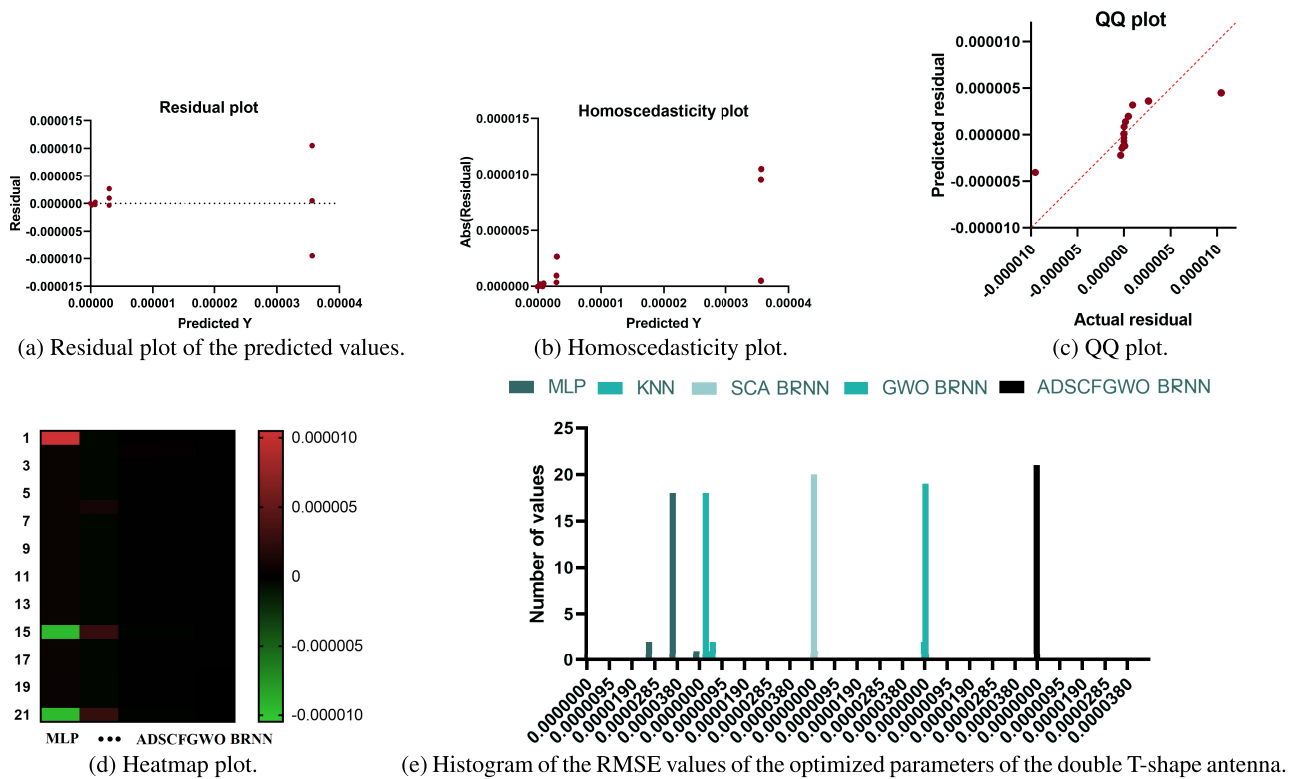 Residual plot
0.000015
0.000010
0.000005
0.000000
-0.000005
-0.000010
-0.000015
Residual
0.00000 0.00001 0.00002 0.00003 0.00004
Predicted Y
(a) Residual plot of the predicted values.
Homoscedasticity plot
0.000015
0.000010
0.000005
0.000000
Abs(Residual)
0.00000 0.00001 0.00002 0.00003 0.00004
Predicted Y
(b) Homoscedasticity plot.
QQ plot
0.000010
0.000005
0.000000
-0.000005
-0.000010
Predicted residual
-0.000010 -0.000005 0.000000 0.000005 0.000010
Actual residual
(c) QQ plot.
1
3
5
7
9
11
13
15
17
19
21
MLP ••• ADSCFGWO BRNN
0.000010
0.000005
0
-0.000005
-0.000010
(d) Heatmap plot.
MLP KNN SCA BRNN GWO BRNN ADSCFGWO BRNN
25
20
15
10
5
0
Number of values
0.0000000 0.0000095 0.0000190 0.0000285 0.0000380 0.0000000 0.0000095 0.0000190 0.0000285 0.0000380 0.0000000 0.0000095 0.0000190 0.0000285 0.0000380 0.0000000 0.0000095 0.0000190 0.0000285 0.0000380 0.0000000 0.0000095 0.0000190 0.0000285 0.0000380
(e) Histogram of the RMSE values of the optimized parameters of the double T-shape antenna.